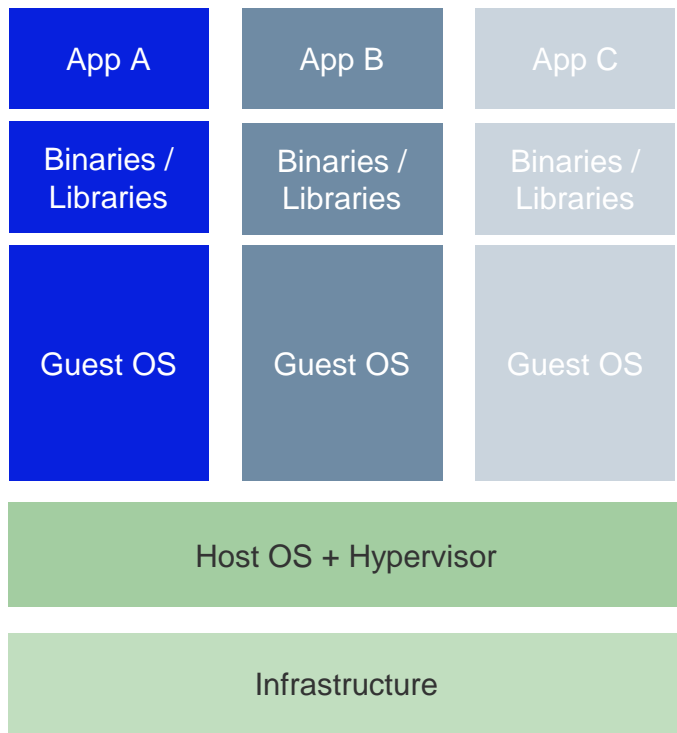 App A
App B
App C
Binaries /
Libraries
Binaries /
Libraries
Binaries /
Libraries
Guest OS
Guest OS
Guest OS
Host OS + Hypervisor
Infrastructure